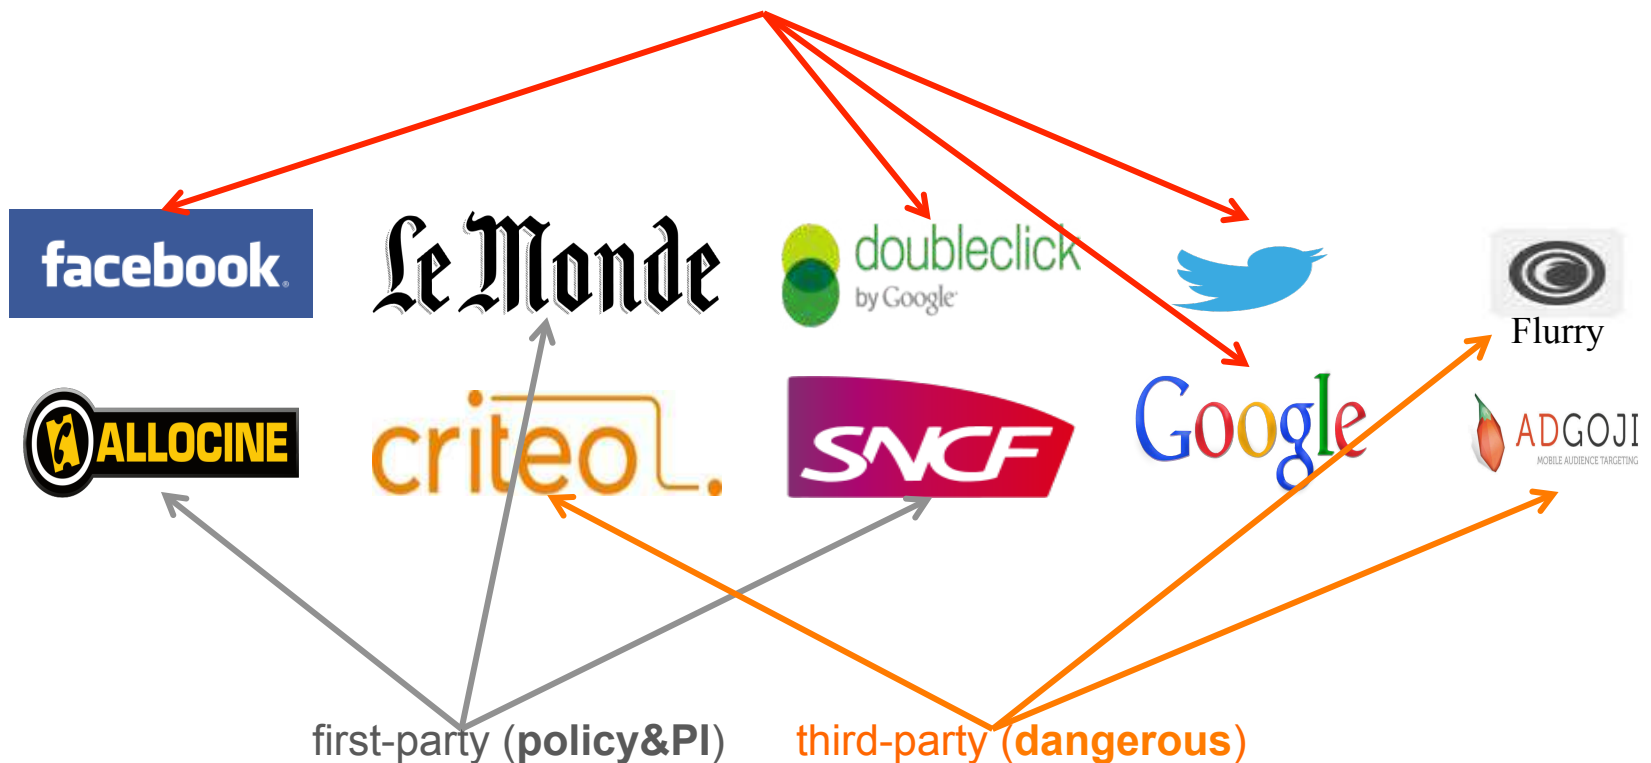 facebook.
Le Monde
doubleclick
by Google
Flurry
ALLOCINE
criteo.
SNCF
Google
ADGOJI
MOBILE AUDIENCE TARGETING
first-party (policy&PI)
third-party (dangerous)